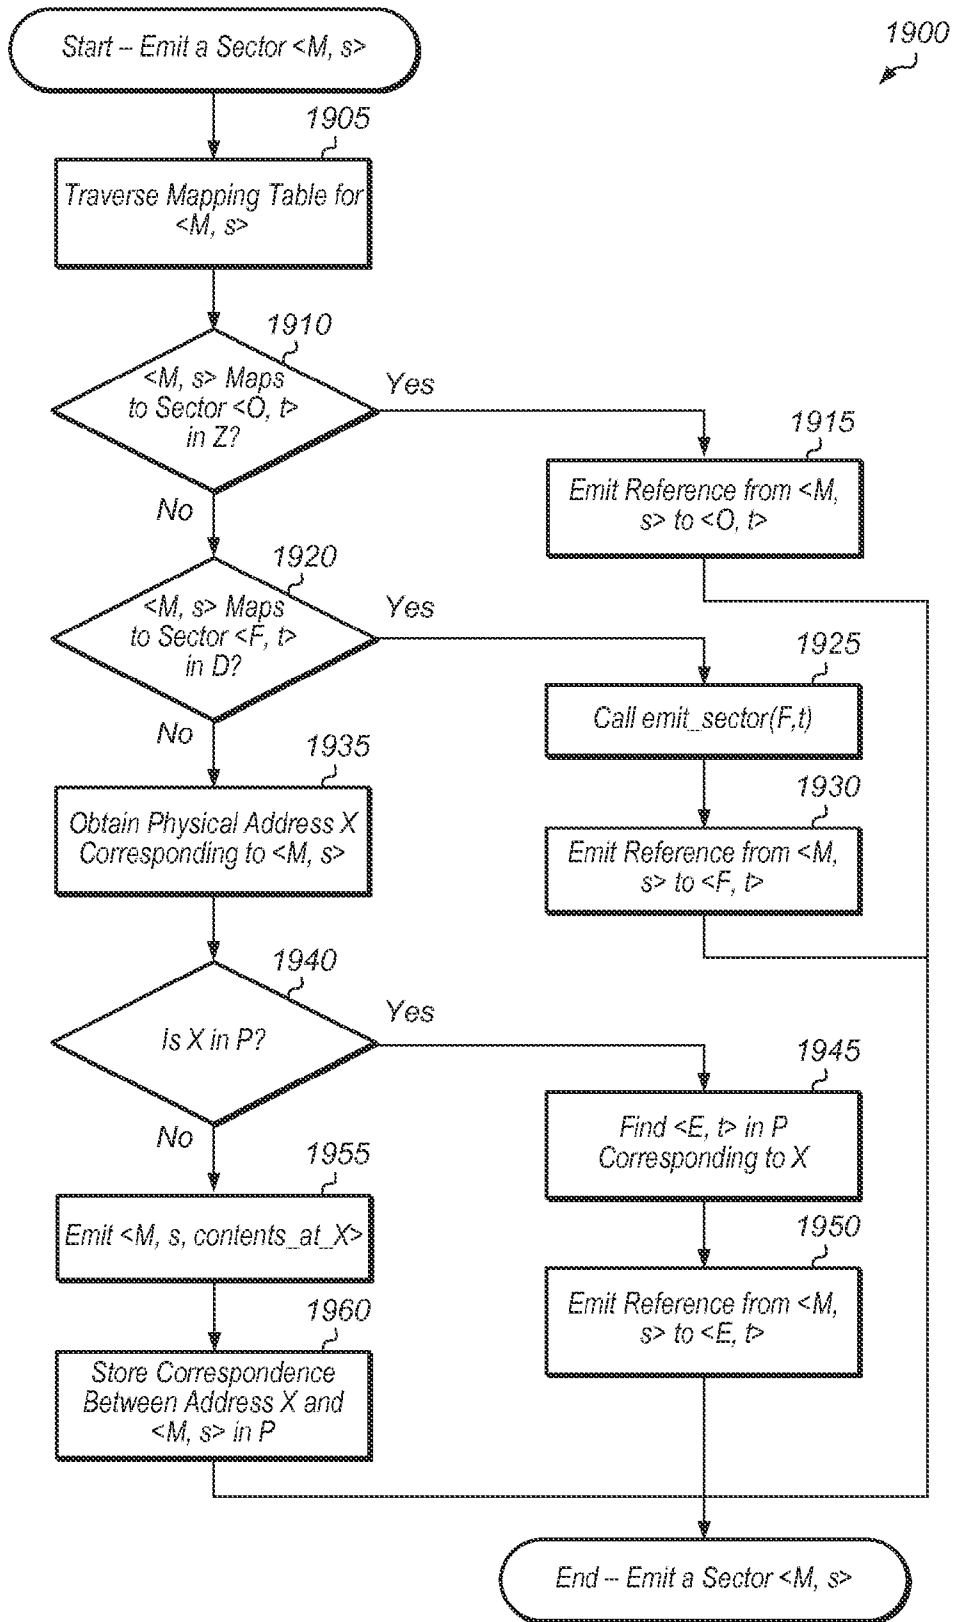 Start – Emit a Sector <M, s>
1900
1905
Traverse Mapping Table for
<M, s>
1910
<M, s> Maps
to Sector <O, t>
in Z?
Yes
No
1915
Emit Reference from <M,
s> to <O, t>
1920
<M, s> Maps
to Sector <F, t>
in D?
Yes
No
1925
Call emit_sector(F,t)
1930
Emit Reference from <M,
s> to <F, t>
1935
Obtain Physical Address X
Corresponding to <M, s>
1940
Is X in P?
Yes
No
1945
Find <E, t> in P
Corresponding to X
1950
Emit Reference from <M,
s> to <E, t>
1955
Emit <M, s, contents_at_X>
1960
Store Correspondence
Between Address X and
<M, s> in P
End – Emit a Sector <M, s>